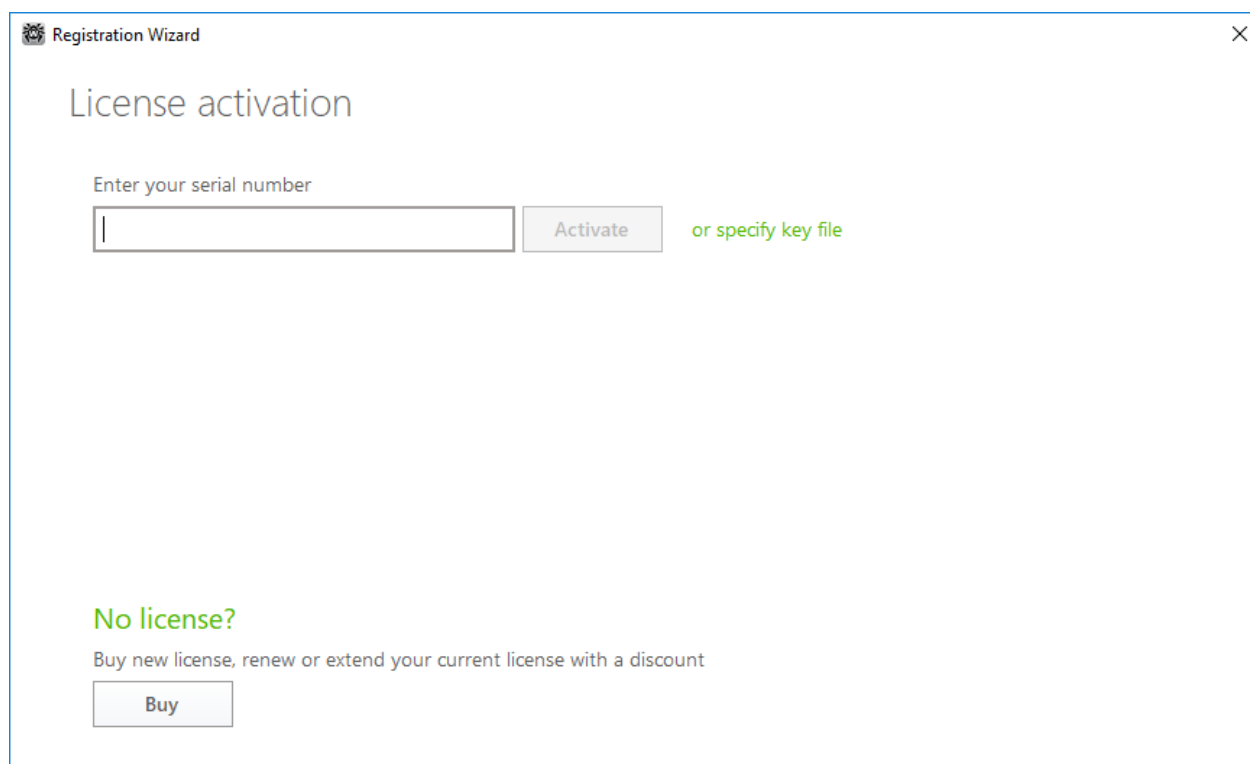 Registration Wizard
License activation
Enter your serial number
Activate
or specify key file
No license?
Buy new license, renew or extend your current license with a discount
Buy